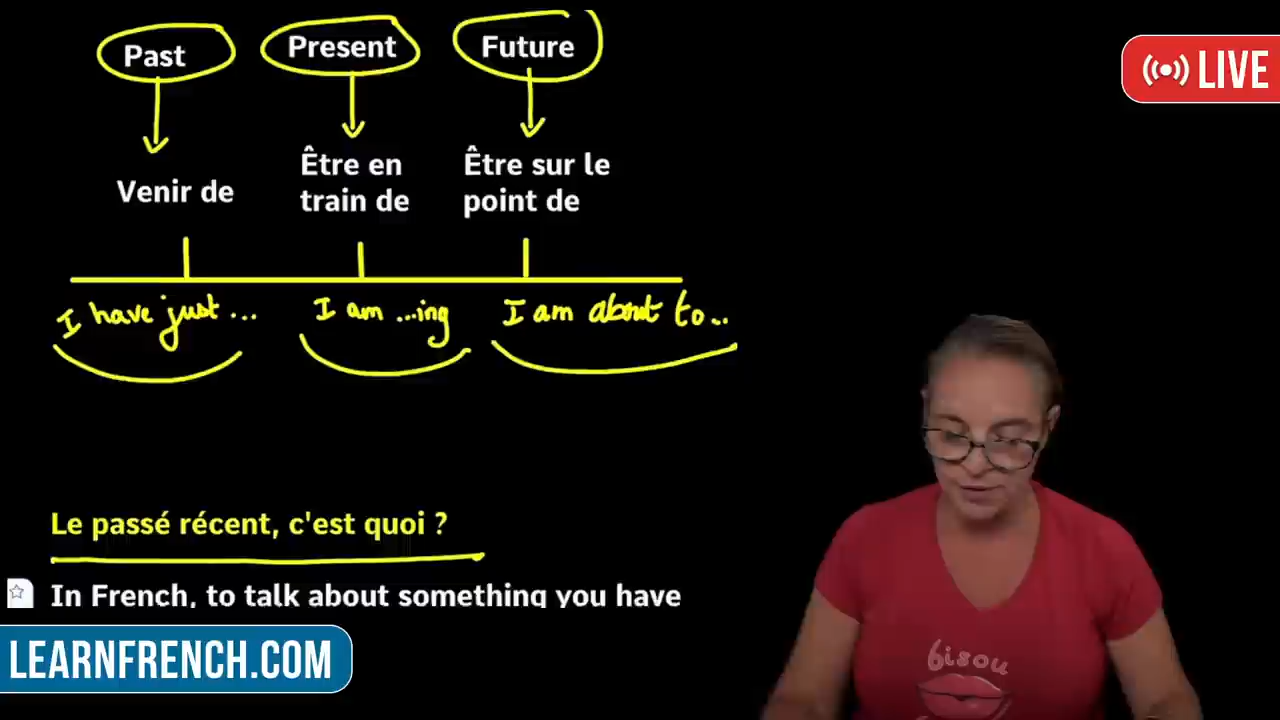 Past Present Future
Venir de
Être en
train de
Être sur le
point de
I have just... I am ...ing I am about to...
Le passé récent, c'est quoi ?
In French, to talk about something you have
LIVE
LEARNFRENCH.COM
bisou